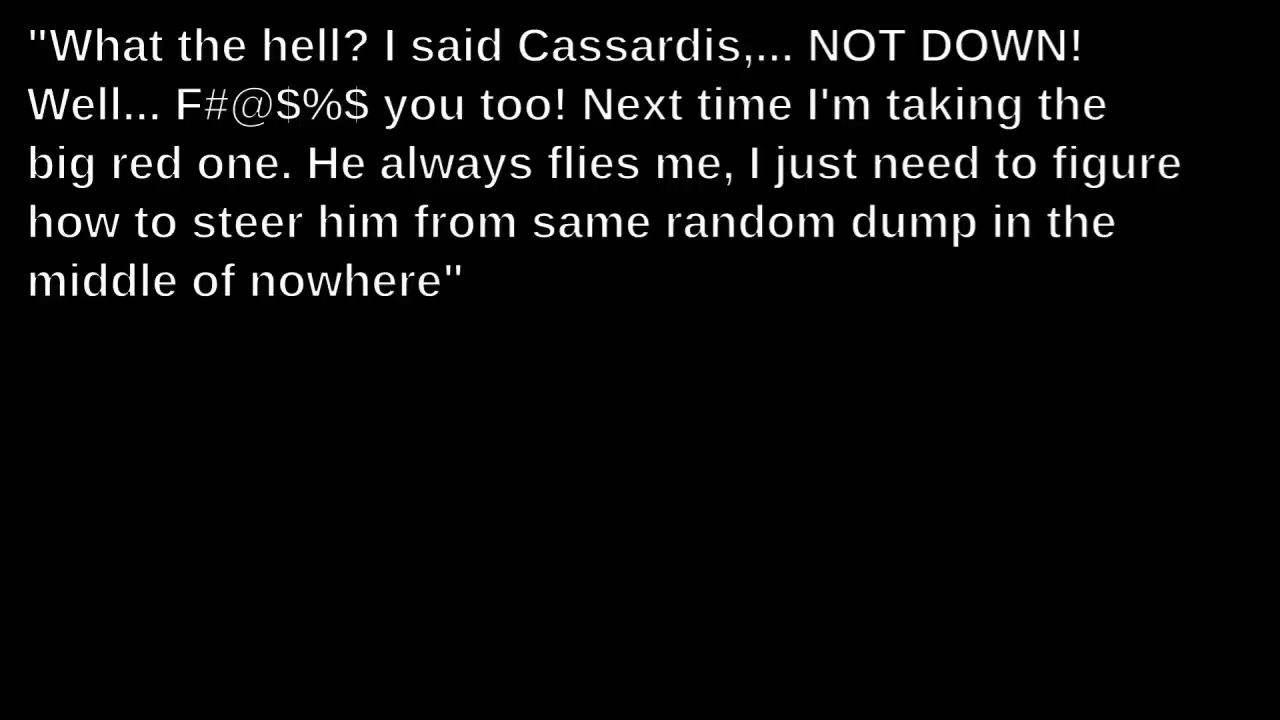 "What the hell? I said Cassardis,... NOT DOWN!
Well... F#@$%$ you too! Next time I'm taking the
big red one. He always flies me, I just need to figure
how to steer him from same random dump in the
middle of nowhere"